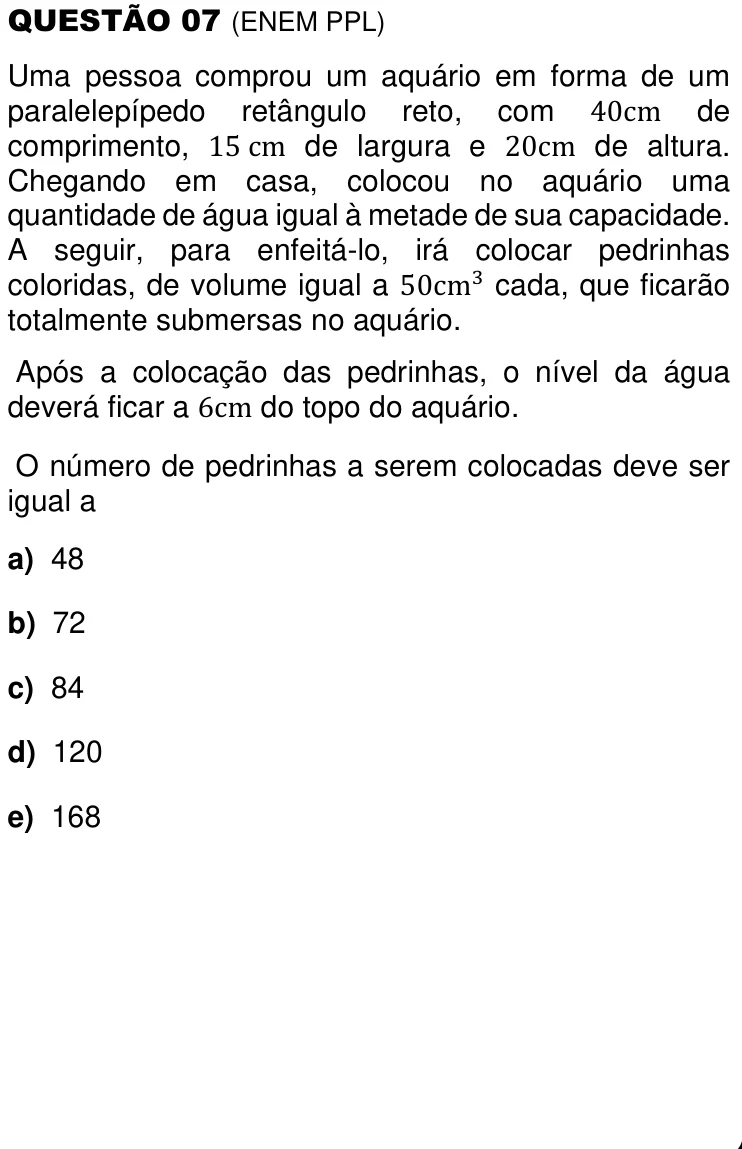 QUESTÃO 07 (ENEM PPL)
Uma pessoa comprou um aquário em forma de um
paralelepípedo retângulo reto, com 40cm de
comprimento, 15 cm de largura e 20cm de altura.
Chegando em casa, colocou no aquário uma
quantidade de água igual à metade de sua capacidade.
A seguir, para enfeitá-lo, irá colocar pedrinhas
coloridas, de volume igual a 50cm³ cada, que ficarão
totalmente submersas no aquário.
Após a colocação das pedrinhas, o nível da água
deverá ficar a 6cm do topo do aquário.
O número de pedrinhas a serem colocadas deve ser
igual a
a) 48
b) 72
c) 84
d) 120
e) 168